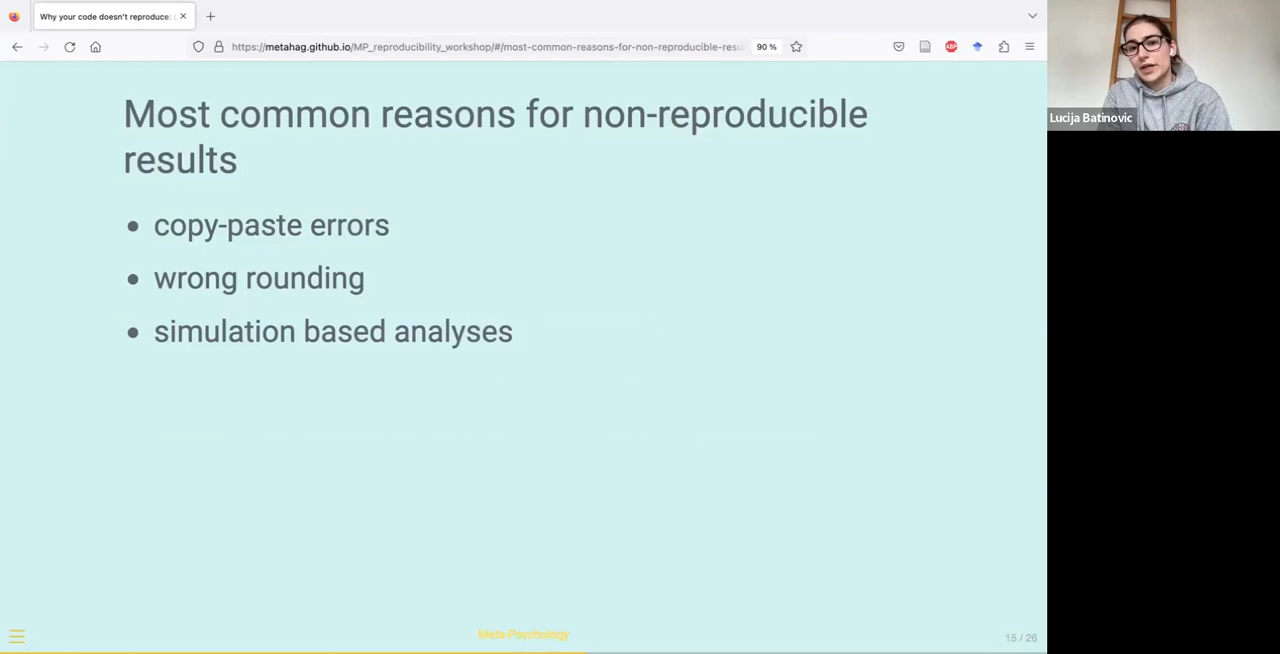 Why your code doesn't reproduce:
https://metahag.github.io/MP_reproducibility_workshop/#/most-common-reasons-for-non-reproducible-resu
90 %
ABP
Lucija Batinovic
Most common reasons for non-reproducible
results
• copy-paste errors
• wrong rounding
• simulation based analyses
Meta-Psychology
15 / 26